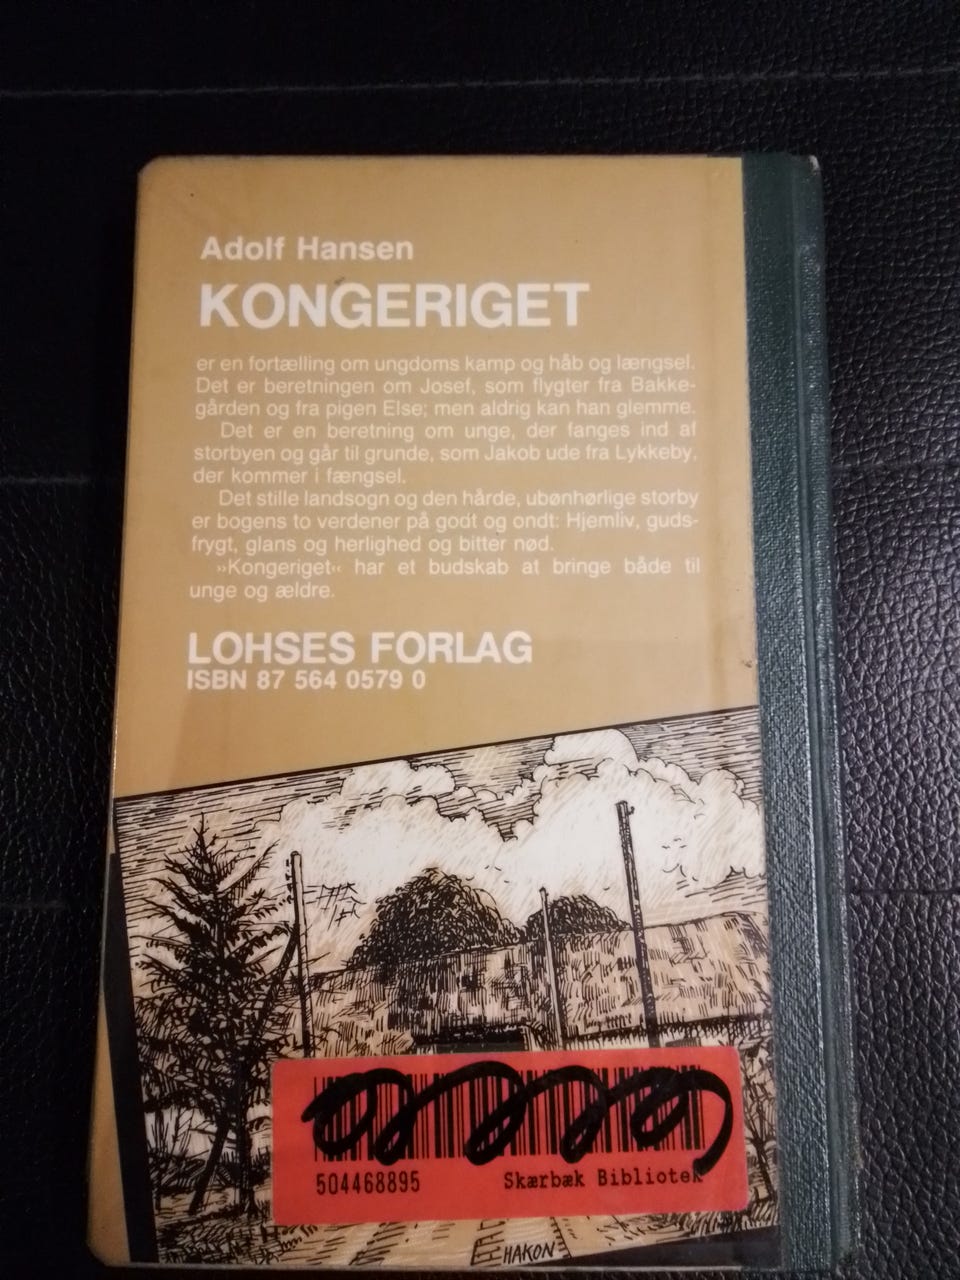 Adolf Hansen
KONGERIGET
er en fortælling om ungdoms kamp og håb og længsel.
Det er beretningen om Josef, som flygter fra Bakke-
gården og fra pigen Else; men aldrig kan han glemme.
Det er en beretning om unge, der fanges ind af
storbyen og går til grunde, som Jakob ude fra Lykkeby,
der kommer i fængsel.
Det stille landsogn og den hårde, ubønhørlige storby
er bogens to verdener på godt og ondt: Hjemliv, guds-
frygt, glans og herlighed og bitter nød.
»Kongeriget« har et budskab at bringe både til
unge og ældre.
LOHSES FORLAG
ISBN 87 564 0579 0
504468895 Skærbæk Bibliotek
HAKON